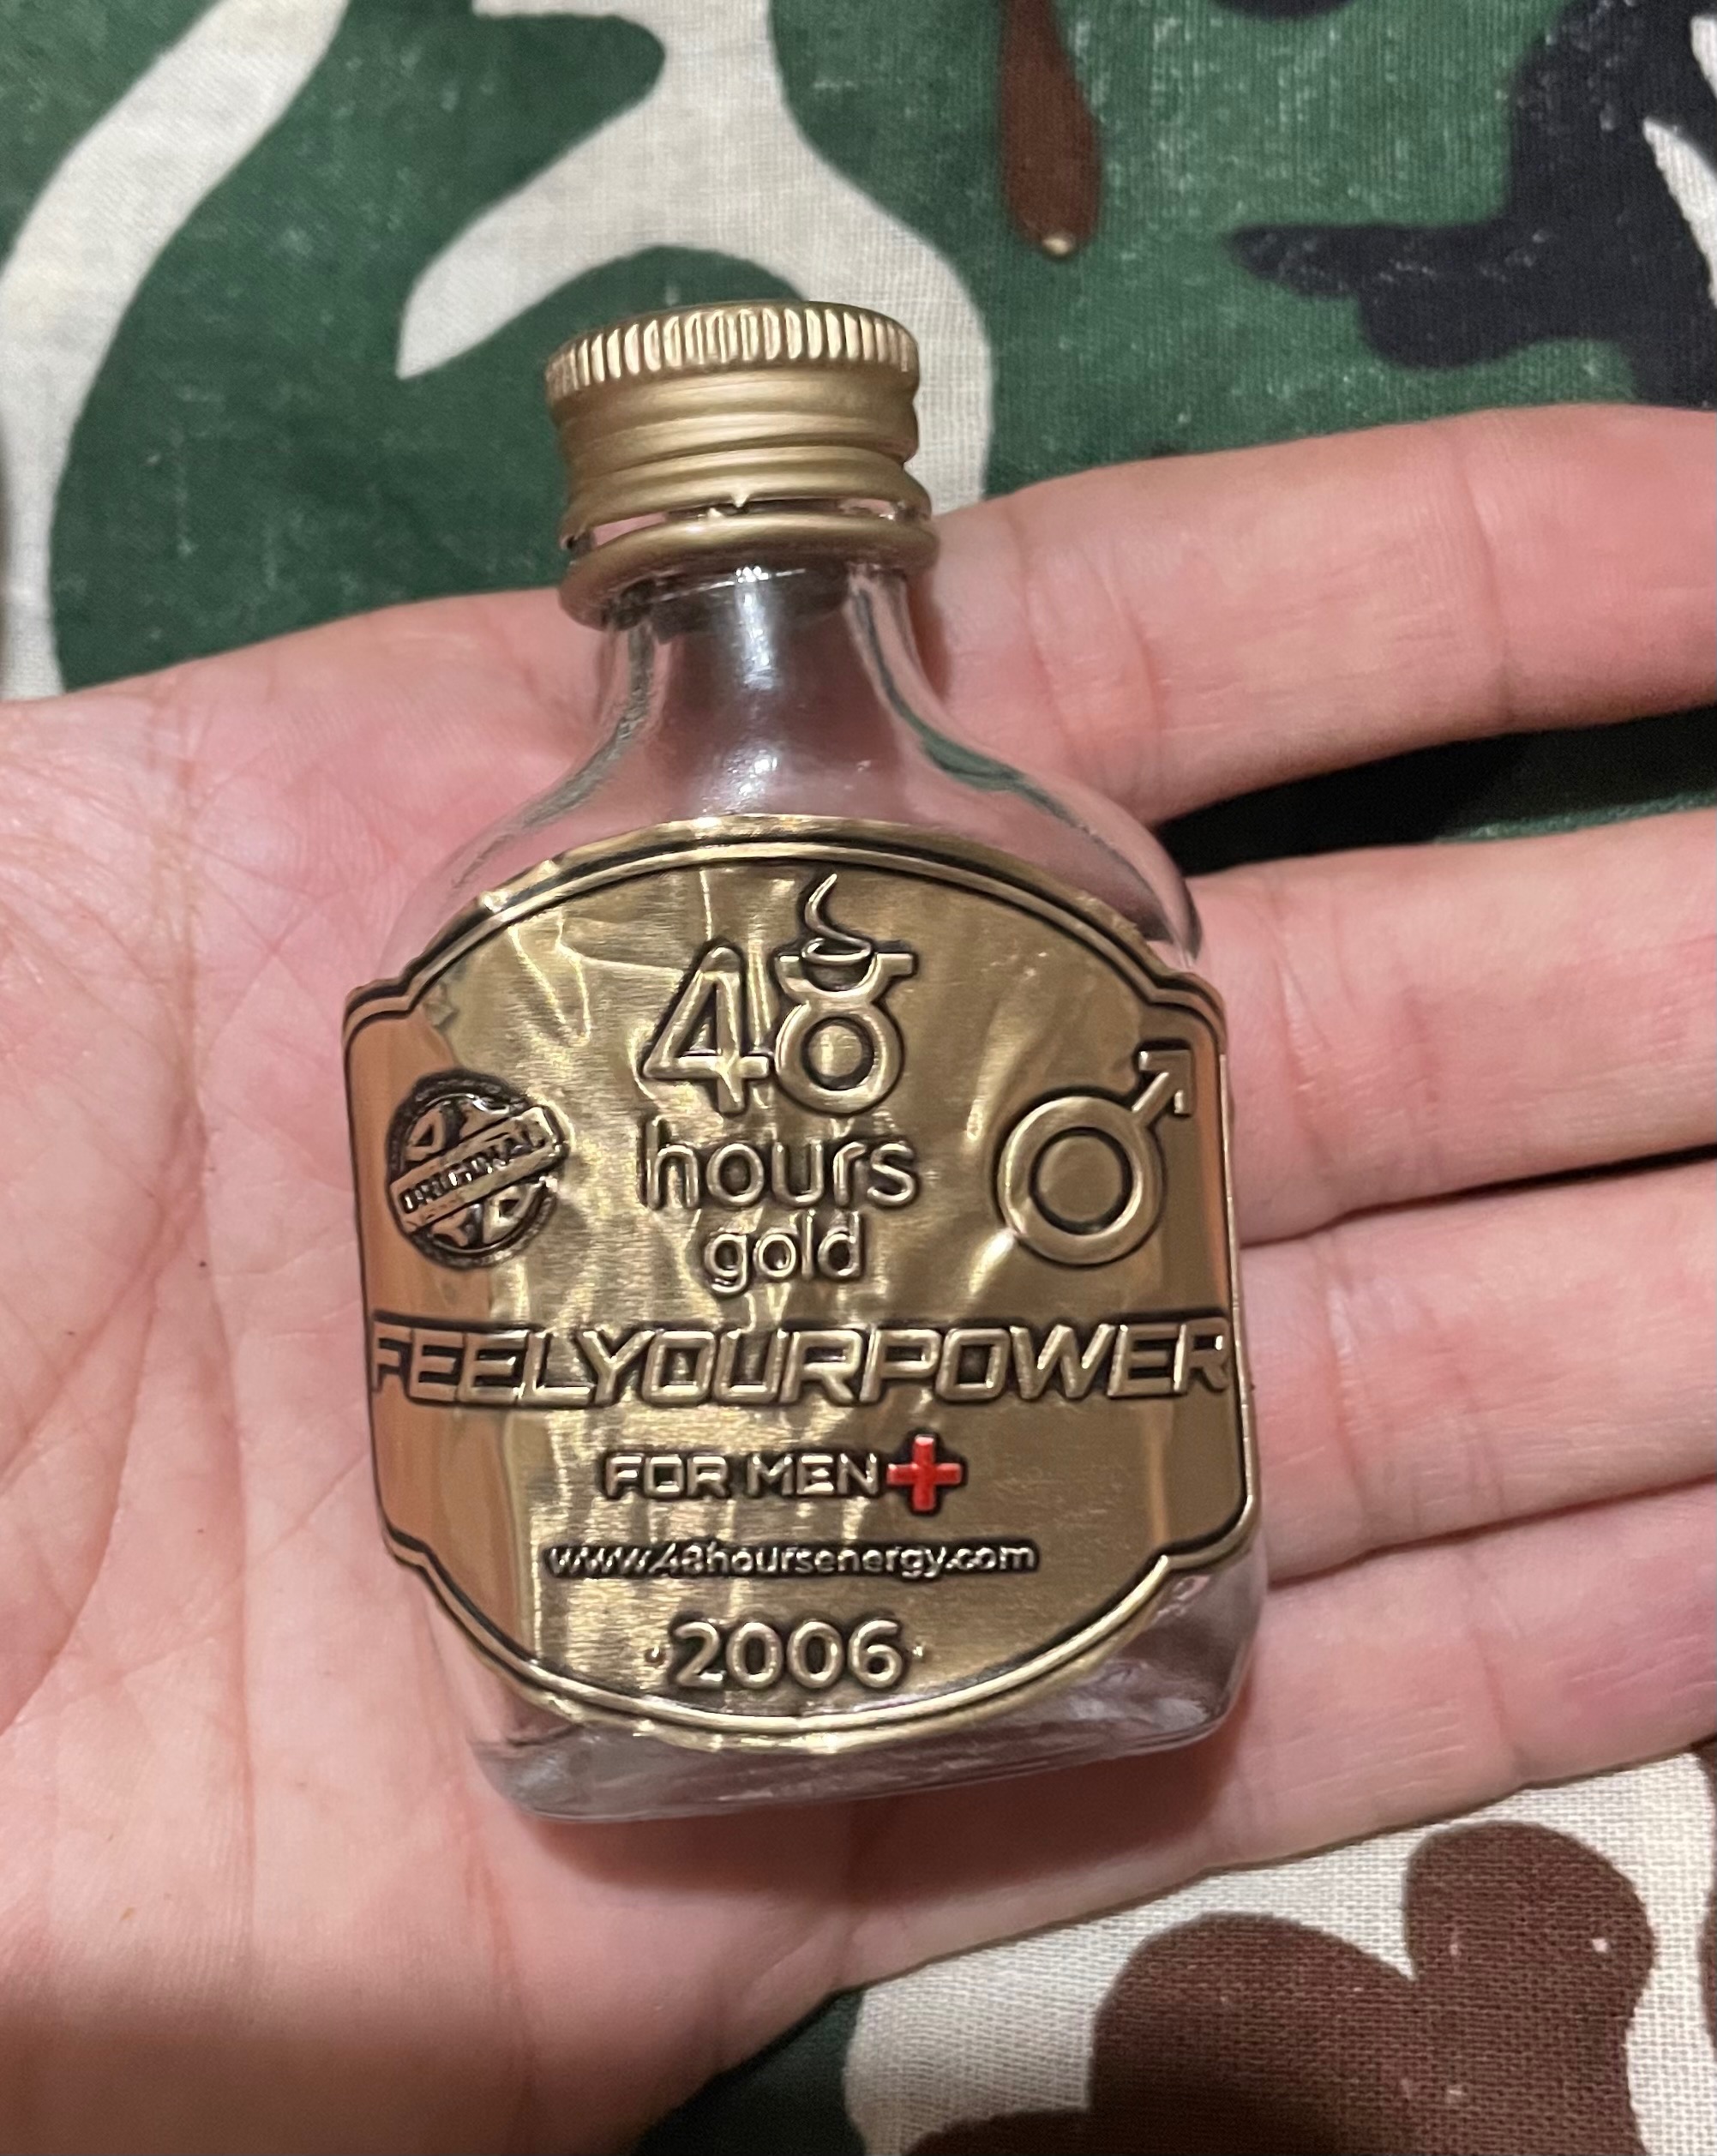 48
hours
gold
ORIGINAL
FEELYOURPOWER
FOR MEN+
www.48hoursenergy.com
·2006·